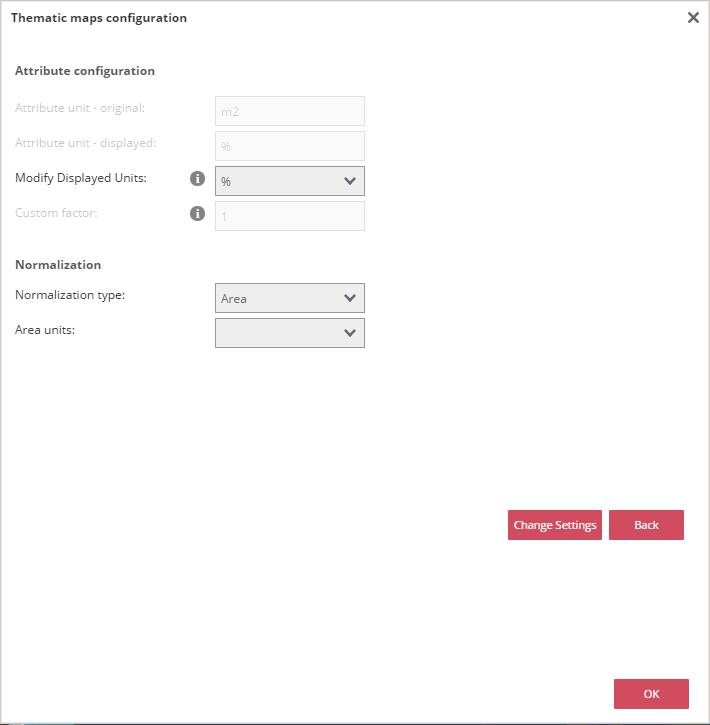 Thematic maps configuration
Attribute configuration
Attribute unit - original: m2
Attribute unit - displayed: %
Modify Displayed Units: %
Custom factor: 1
Normalization
Normalization type: Area
Area units:
Change Settings Back
OK